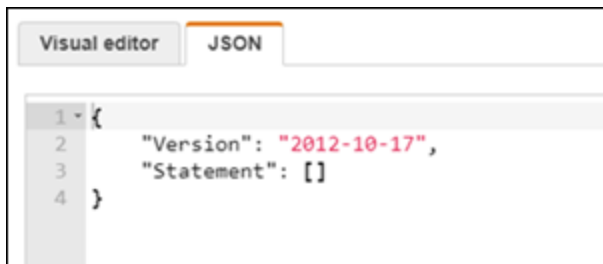 Visual editor JSON
1 {
2 "Version": "2012-10-17",
3 "Statement": []
4 }